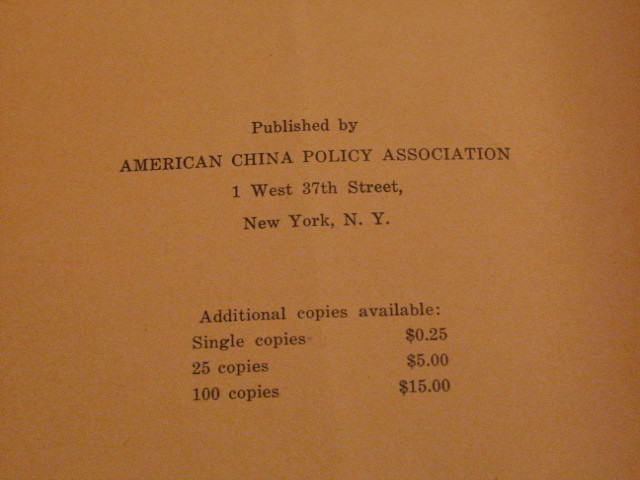 Published by
AMERICAN CHINA POLICY ASSOCIATION
1 West 37th Street,
New York, N. Y.
Additional copies available:
Single copies $0.25
25 copies $5.00
100 copies $15.00